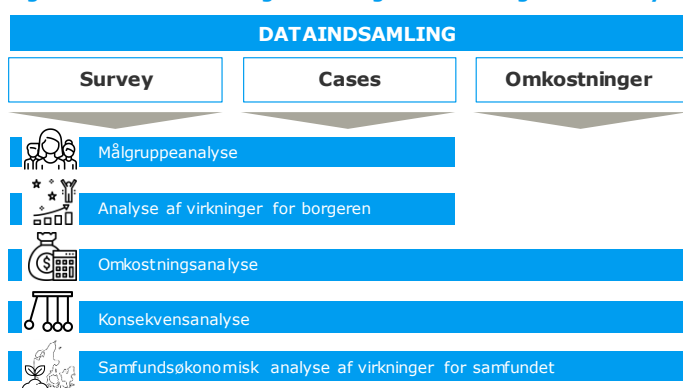 DATAINDSAMLING
Survey
Cases
Omkostninger
Målgruppeanalyse
Analyse af virkninger for borgeren
Omkostningsanalyse
Konsekvensanalyse
Samfundsøkonomisk analyse af virkninger for samfundet